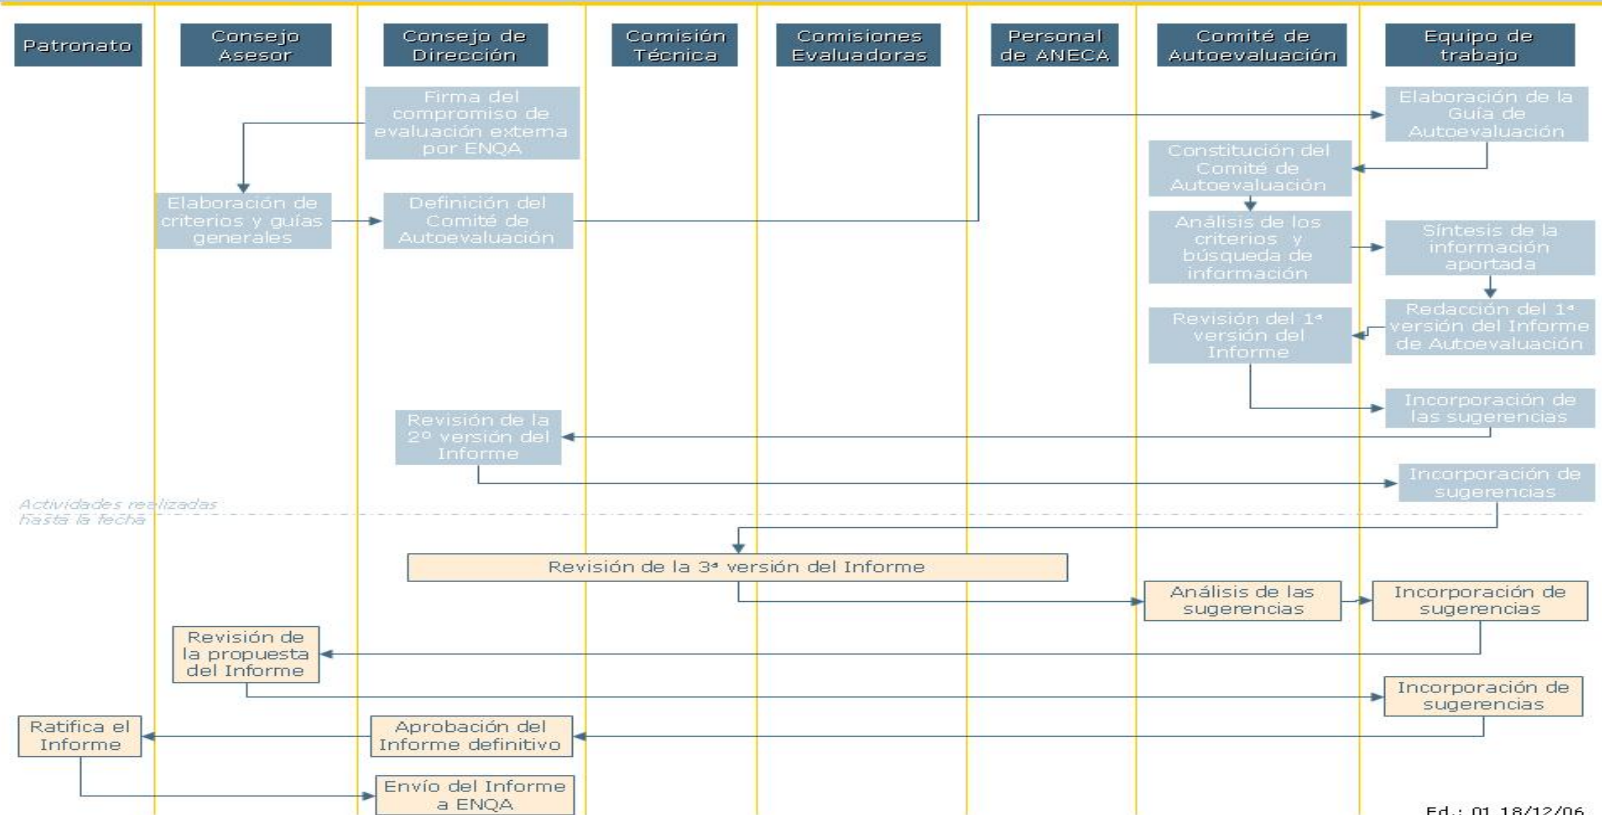 Patronato
Consejo
Asesor
Consejo de
Dirección
Comisión
Técnica
Comisiones
Evaluadoras
Personal
de ANECA
Comité de
Autoevaluación
Equipo de
trabajo
Firma del
compromiso de
evaluación externa
por ENQA
Elaboración de la
Guía de
Autoevaluación
Constitución del
Comité de
Autoevaluación
Elaboración de
criterios y guías
generales
Definición del
Comité de
Autoevaluación
Análisis de los
criterios y
búsqueda de
información
Síntesis de la
información
aportada
Revisión del 1ª
versión del
Informe
Redacción del 1ª
versión del Informe
de Autoevaluación
Incorporación de
las sugerencias
Revisión de la
2º versión del
Informe
Incorporación de
sugerencias
Actividades realizadas
hasta la fecha
Revisión de la 3ª versión del Informe
Análisis de las
sugerencias
Incorporación de
sugerencias
Revisión de
la propuesta
del Informe
Incorporación de
sugerencias
Ratifica el
Informe
Aprobación del
Informe definitivo
Envío del Informe
a ENQA
Ed.: 01 18/12/06